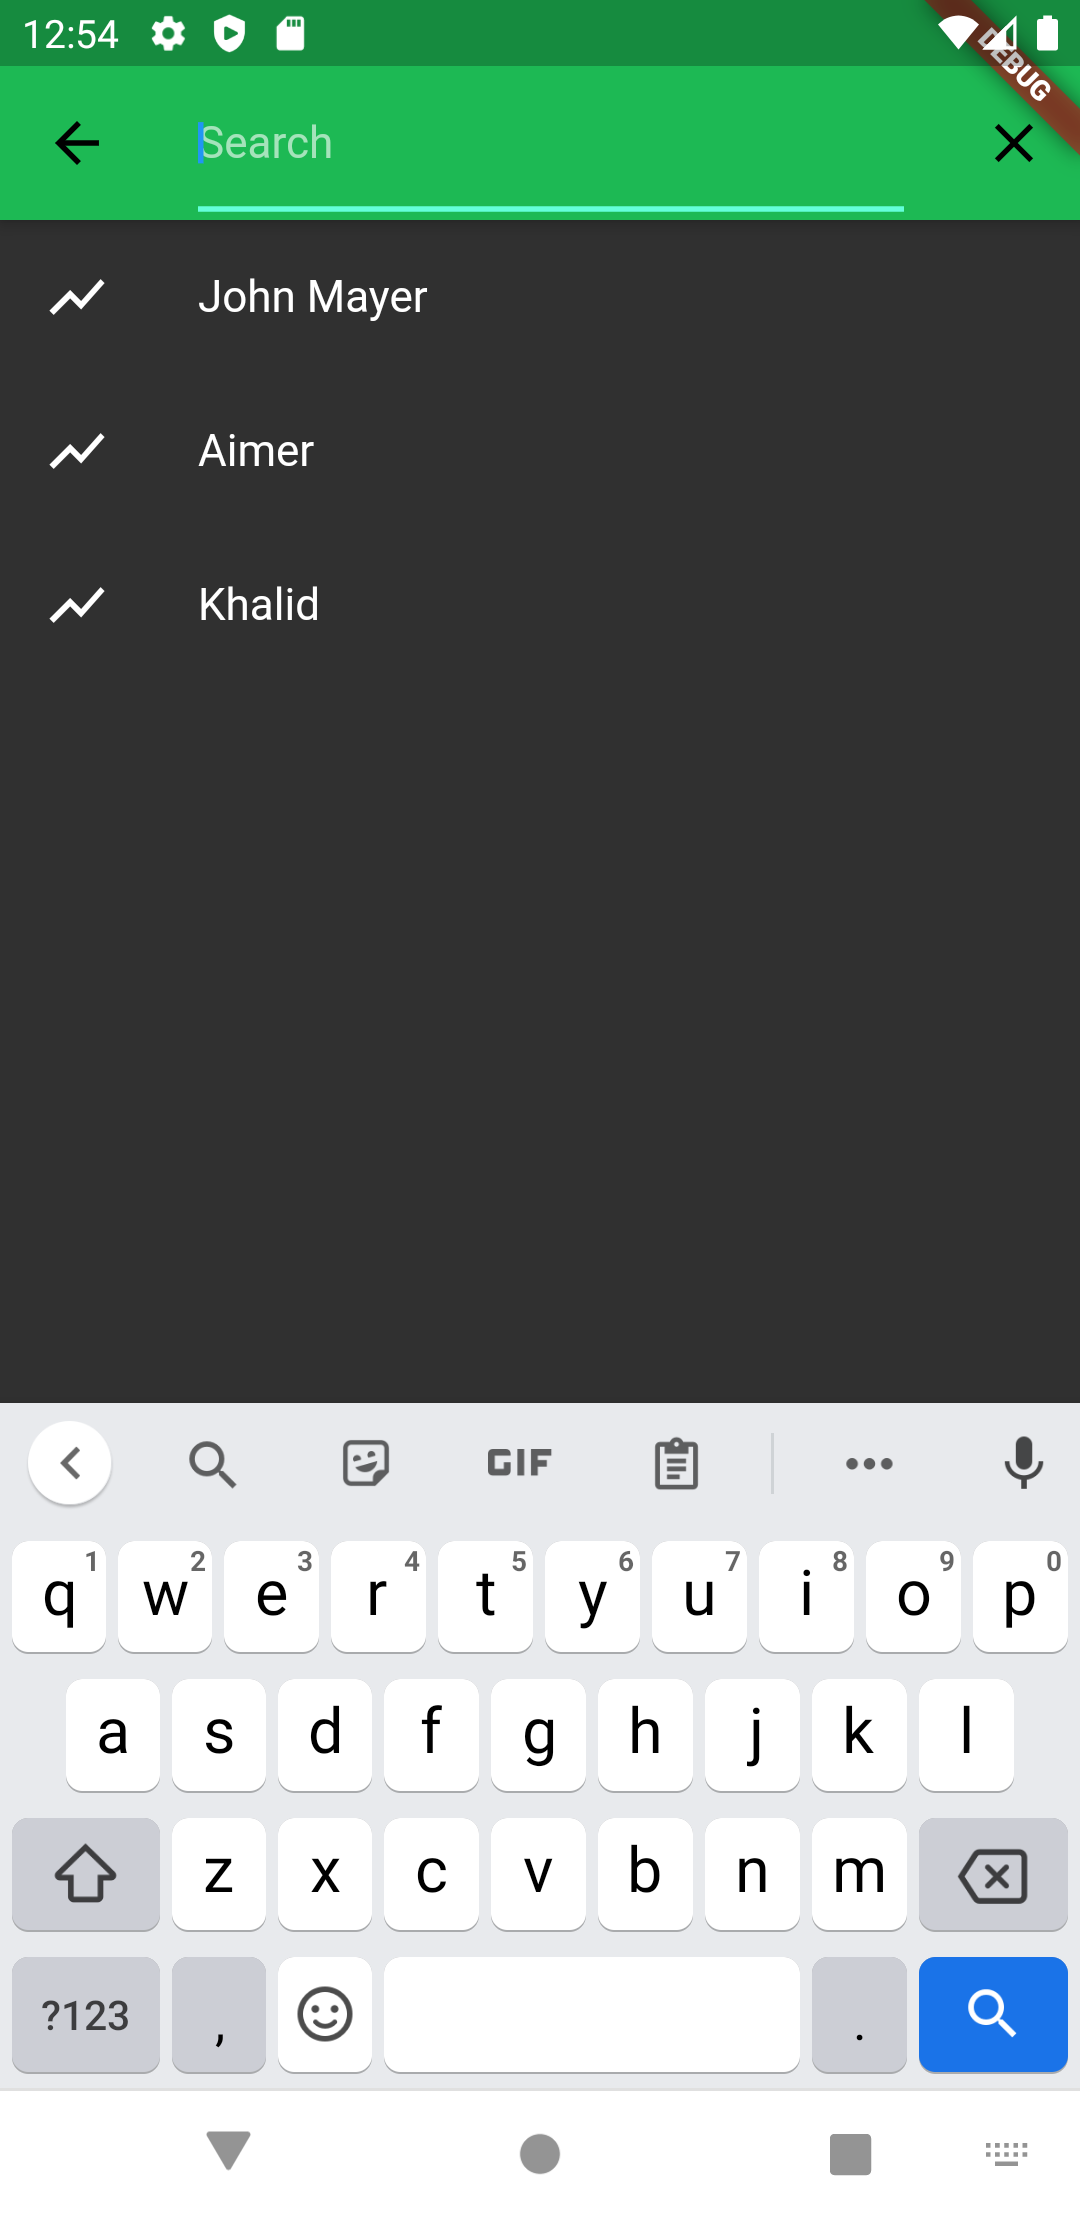 12:54
DEBUG
Search
John Mayer
Aimer
Khalid
GIF
q 1 w 2 e 3 r 4 t 5 y 6 u 7 i 8 o 9 p 0
a s d f g h j k l
z x c v b n m
?123 , .